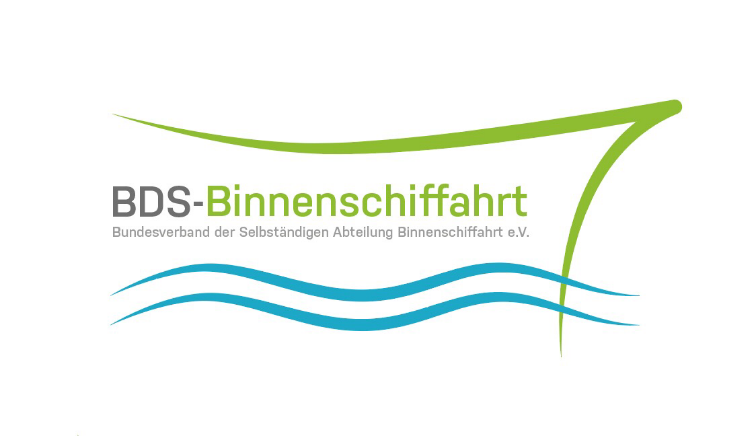 BDS-Binnenschiffahrt
Bundesverband der Selbständigen Abteilung Binnenschiffahrt e.V.